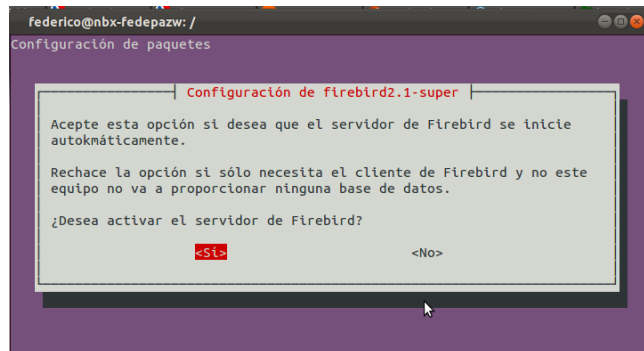 federico@nbx-fedepazw: /
Configuración de paquetes
Configuración de firebird2.1-super
Acepte esta opción si desea que el servidor de Firebird se inicie
autokmáticamente.
Rechace la opción si sólo necesita el cliente de Firebird y no este
equipo no va a proporcionar ninguna base de datos.
¿Desea activar el servidor de Firebird?
<Sí> <No>